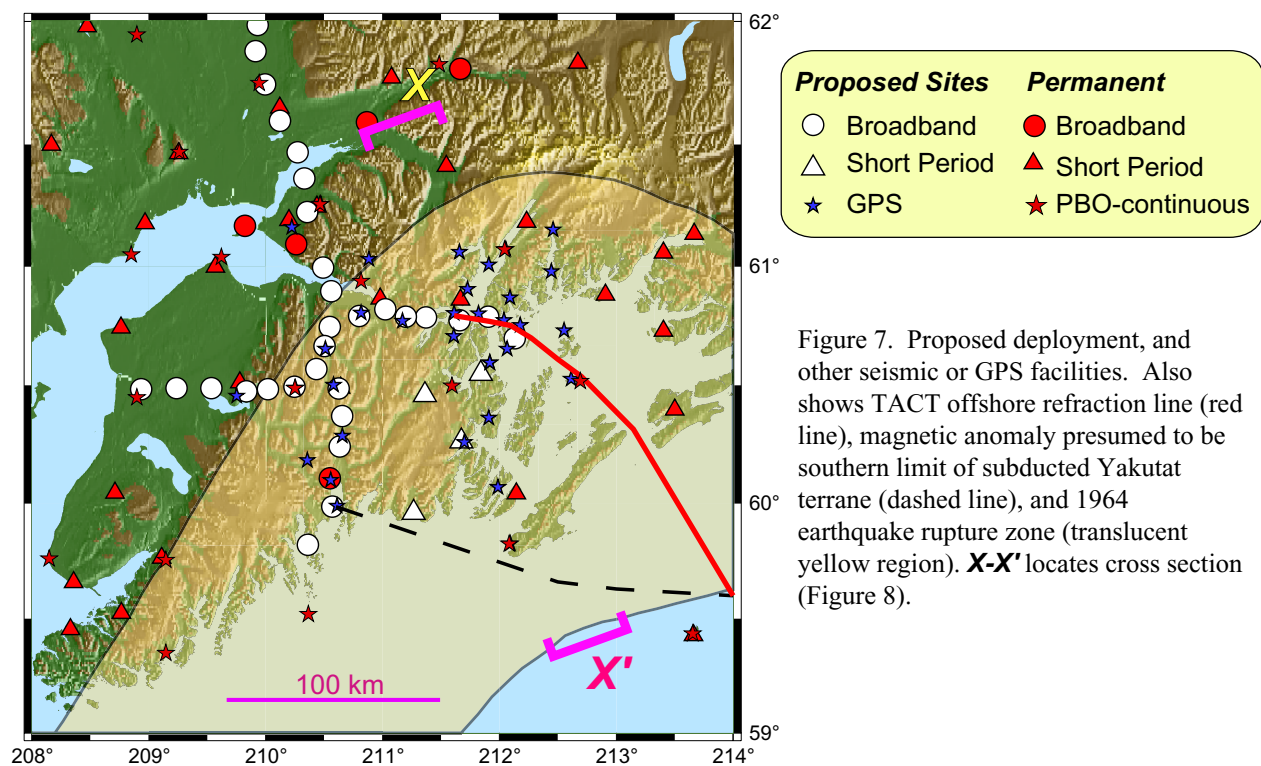 62°
61°
60°
59°
208
209°
210°
211°
212°
213°
214°
X
X'
100 km
Proposed Sites
Permanent
Broadband
Broadband
Short Period
Short Period
GPS
PBO-continuous
Figure 7. Proposed deployment, and
other seismic or GPS facilities. Also
shows TACT offshore refraction line (red
line), magnetic anomaly presumed to be
southern limit of subducted Yakutat
terrane (dashed line), and 1964
earthquake rupture zone (translucent
yellow region). X-X' locates cross section
(Figure 8).